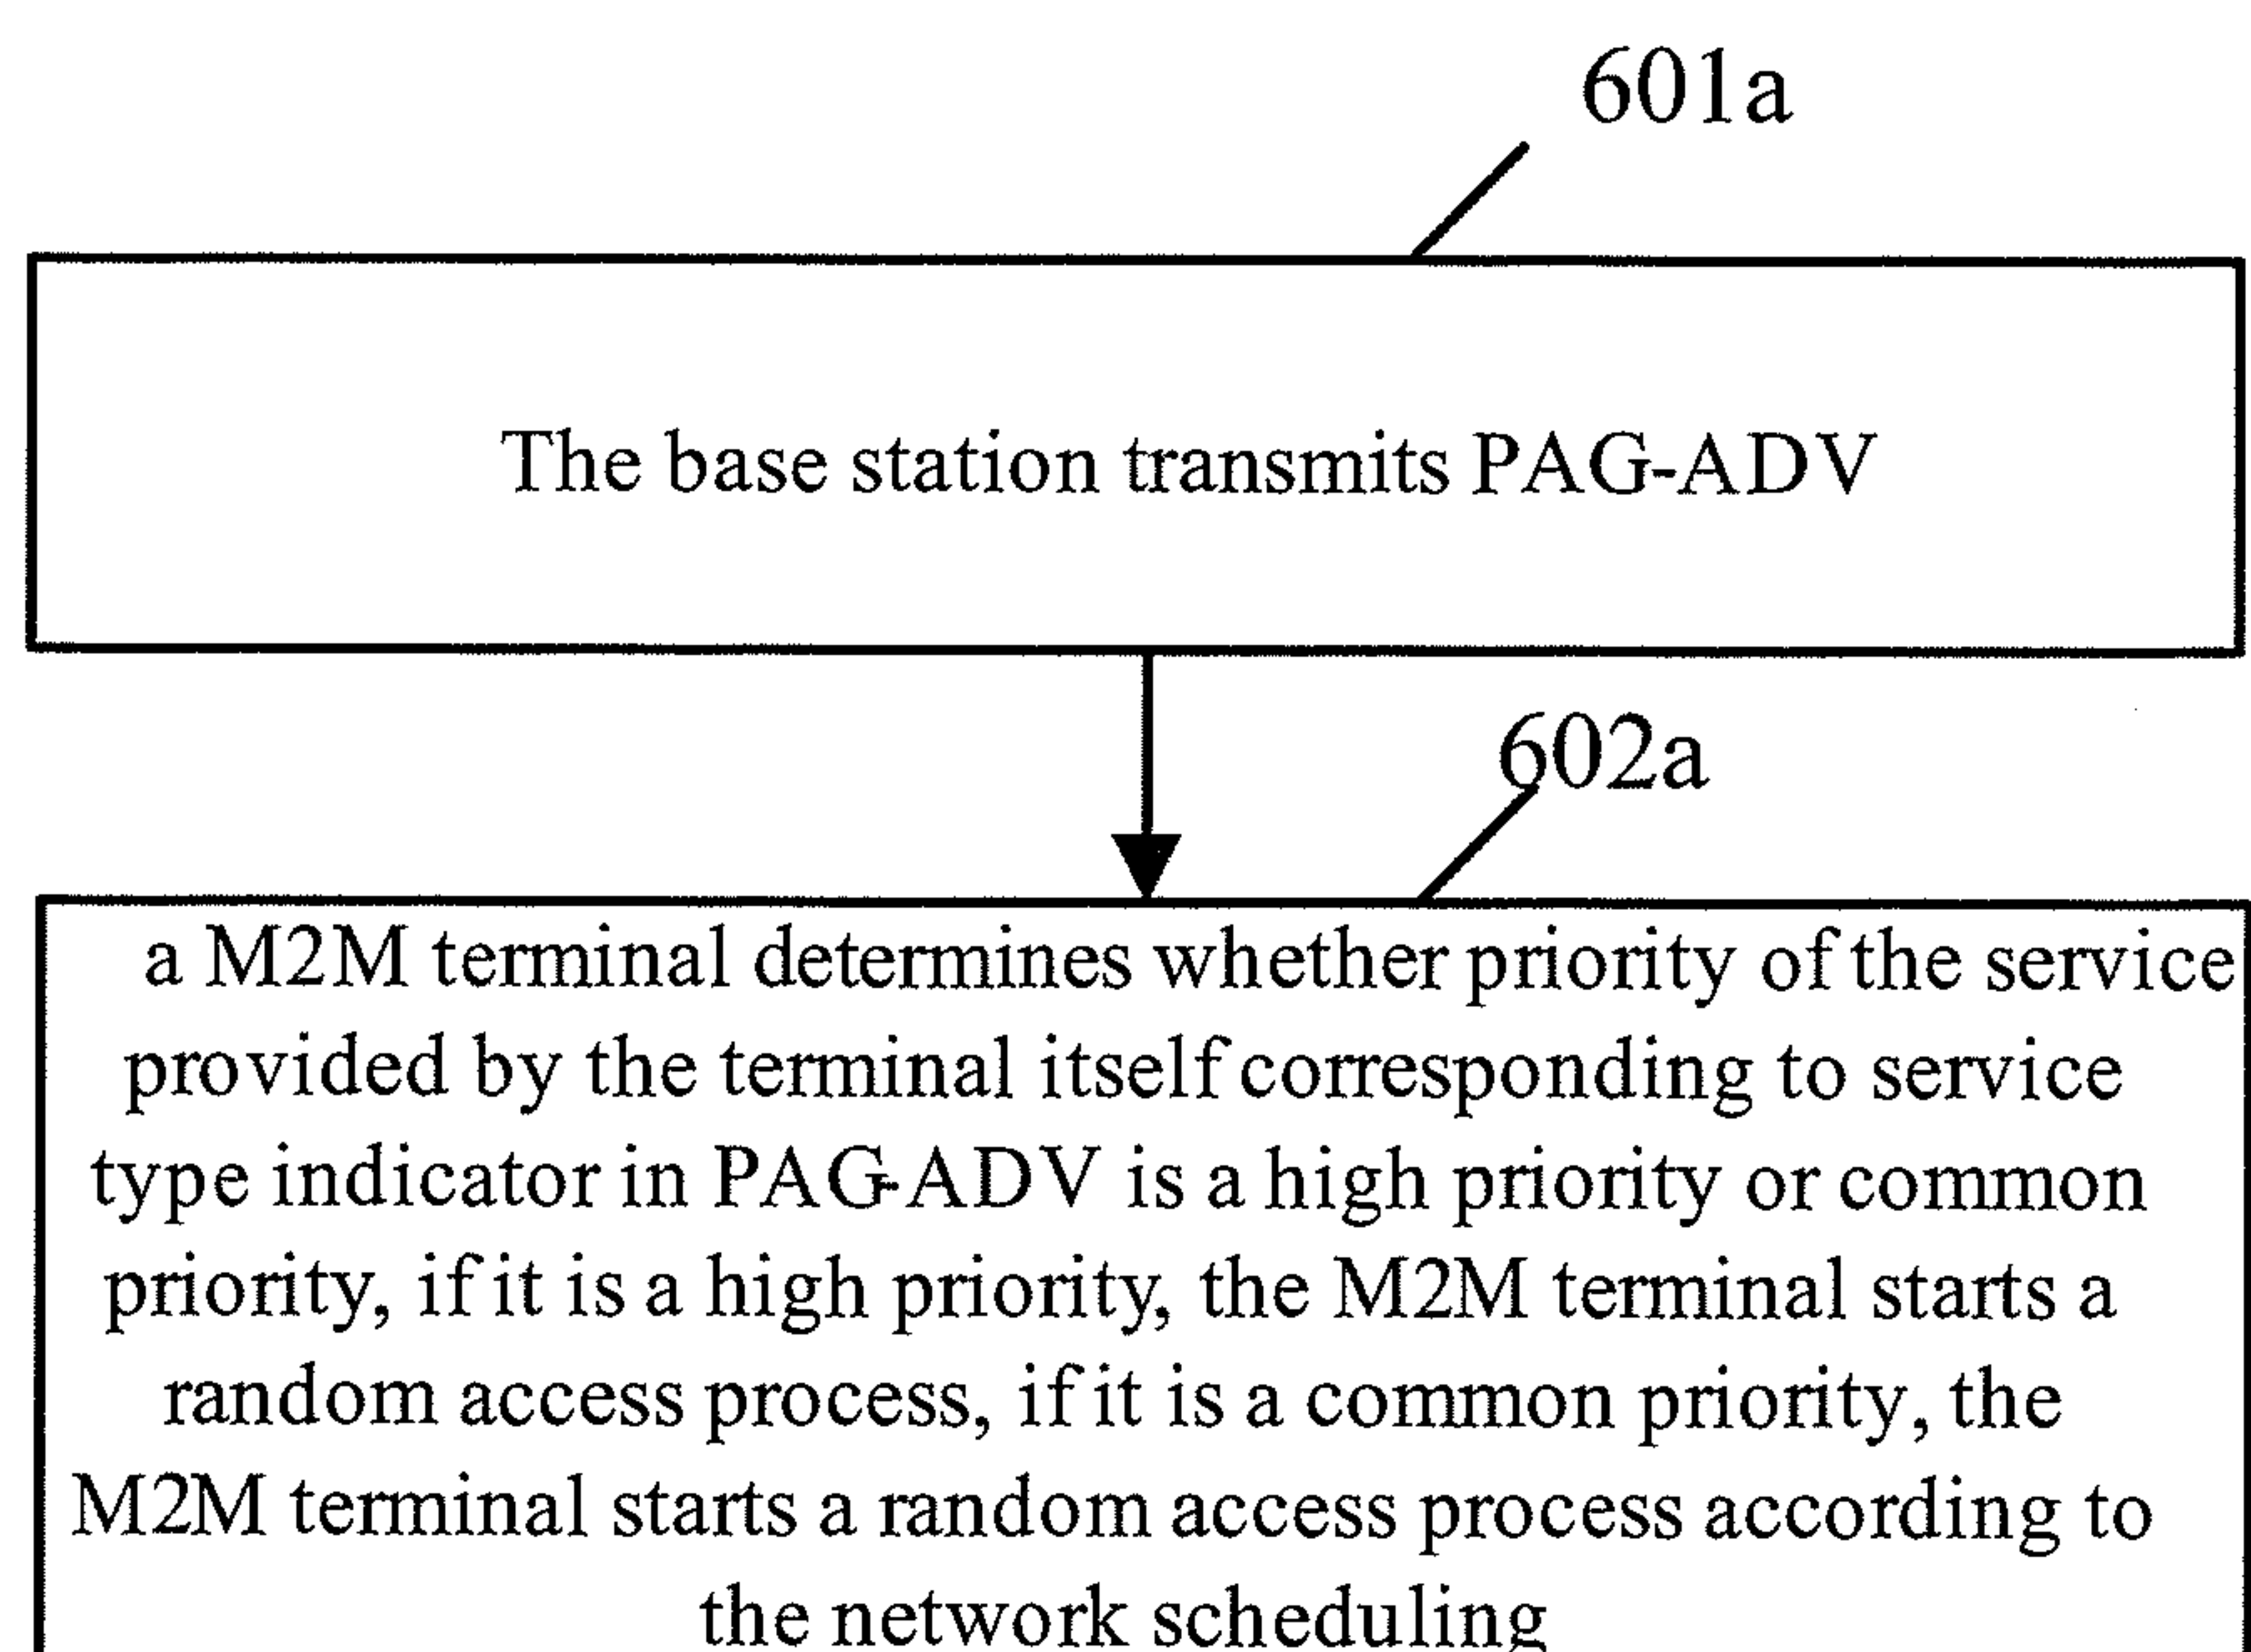 601a
The base station transmits PAG-ADV
602a
a M2M terminal determines whether priority of the service
provided by the terminal itself corresponding to service
type indicator in PAG-ADV is a high priority or common
priority, if it is a high priority, the M2M terminal starts a
random access process, if it is a common priority, the
M2M terminal starts a random access process according to
the network scheduling